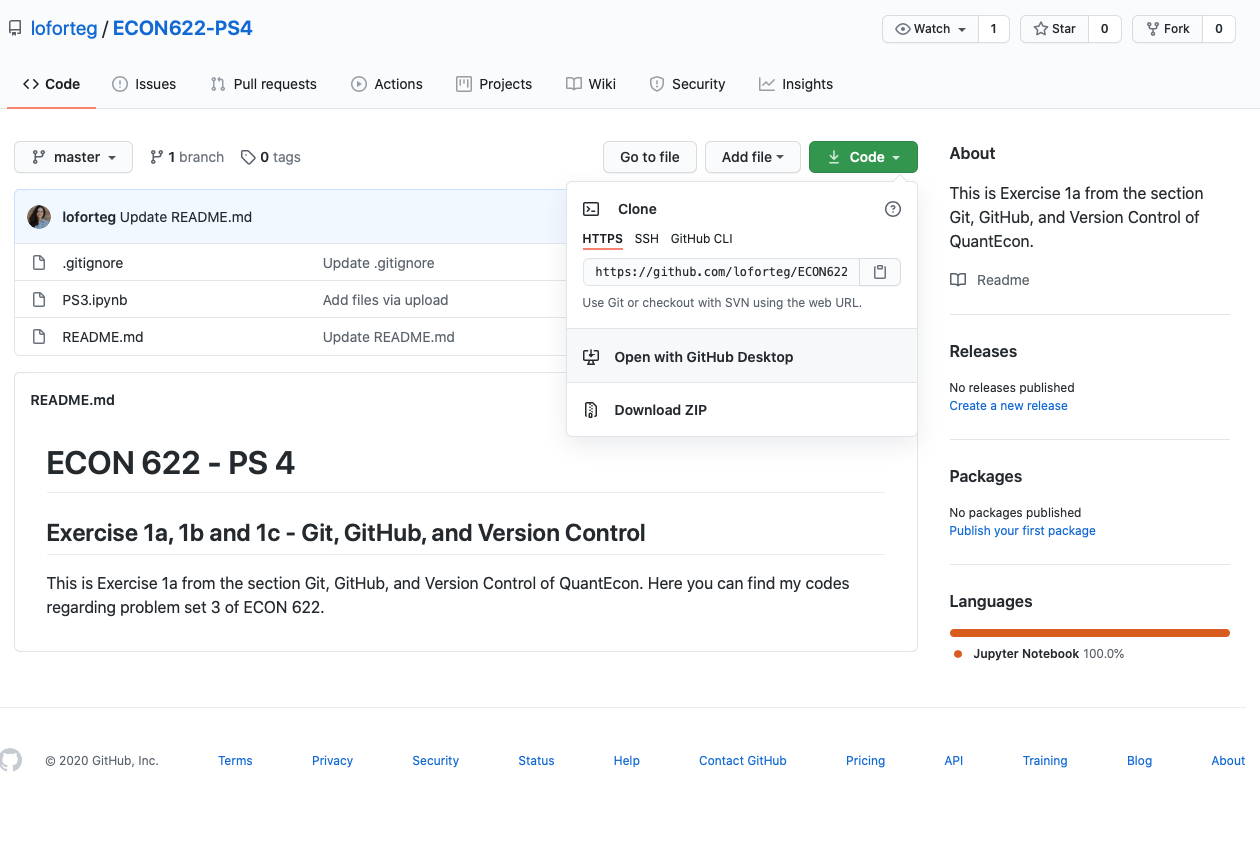 loforteg / ECON622-PS4
Watch 1 Star 0 Fork 0
Code Issues Pull requests Actions Projects Wiki Security Insights
master 1 branch 0 tags Go to file Add file Code
loforteg Update README.md
.gitignore Update .gitignore
PS3.ipynb Add files via upload
README.md Update README.md
Clone
HTTPS SSH GitHub CLI
https://github.com/loforteg/ECON622
Use Git or checkout with SVN using the web URL.
Open with GitHub Desktop
Download ZIP
README.md
ECON 622 - PS 4
Exercise 1a, 1b and 1c - Git, GitHub, and Version Control
This is Exercise 1a from the section Git, GitHub, and Version Control of QuantEcon. Here you can find my codes
regarding problem set 3 of ECON 622.
About
This is Exercise 1a from the section
Git, GitHub, and Version Control of
QuantEcon.
Readme
Releases
No releases published
Create a new release
Packages
No packages published
Publish your first package
Languages
Jupyter Notebook 100.0%
© 2020 GitHub, Inc. Terms Privacy Security Status Help Contact GitHub Pricing API Training Blog About